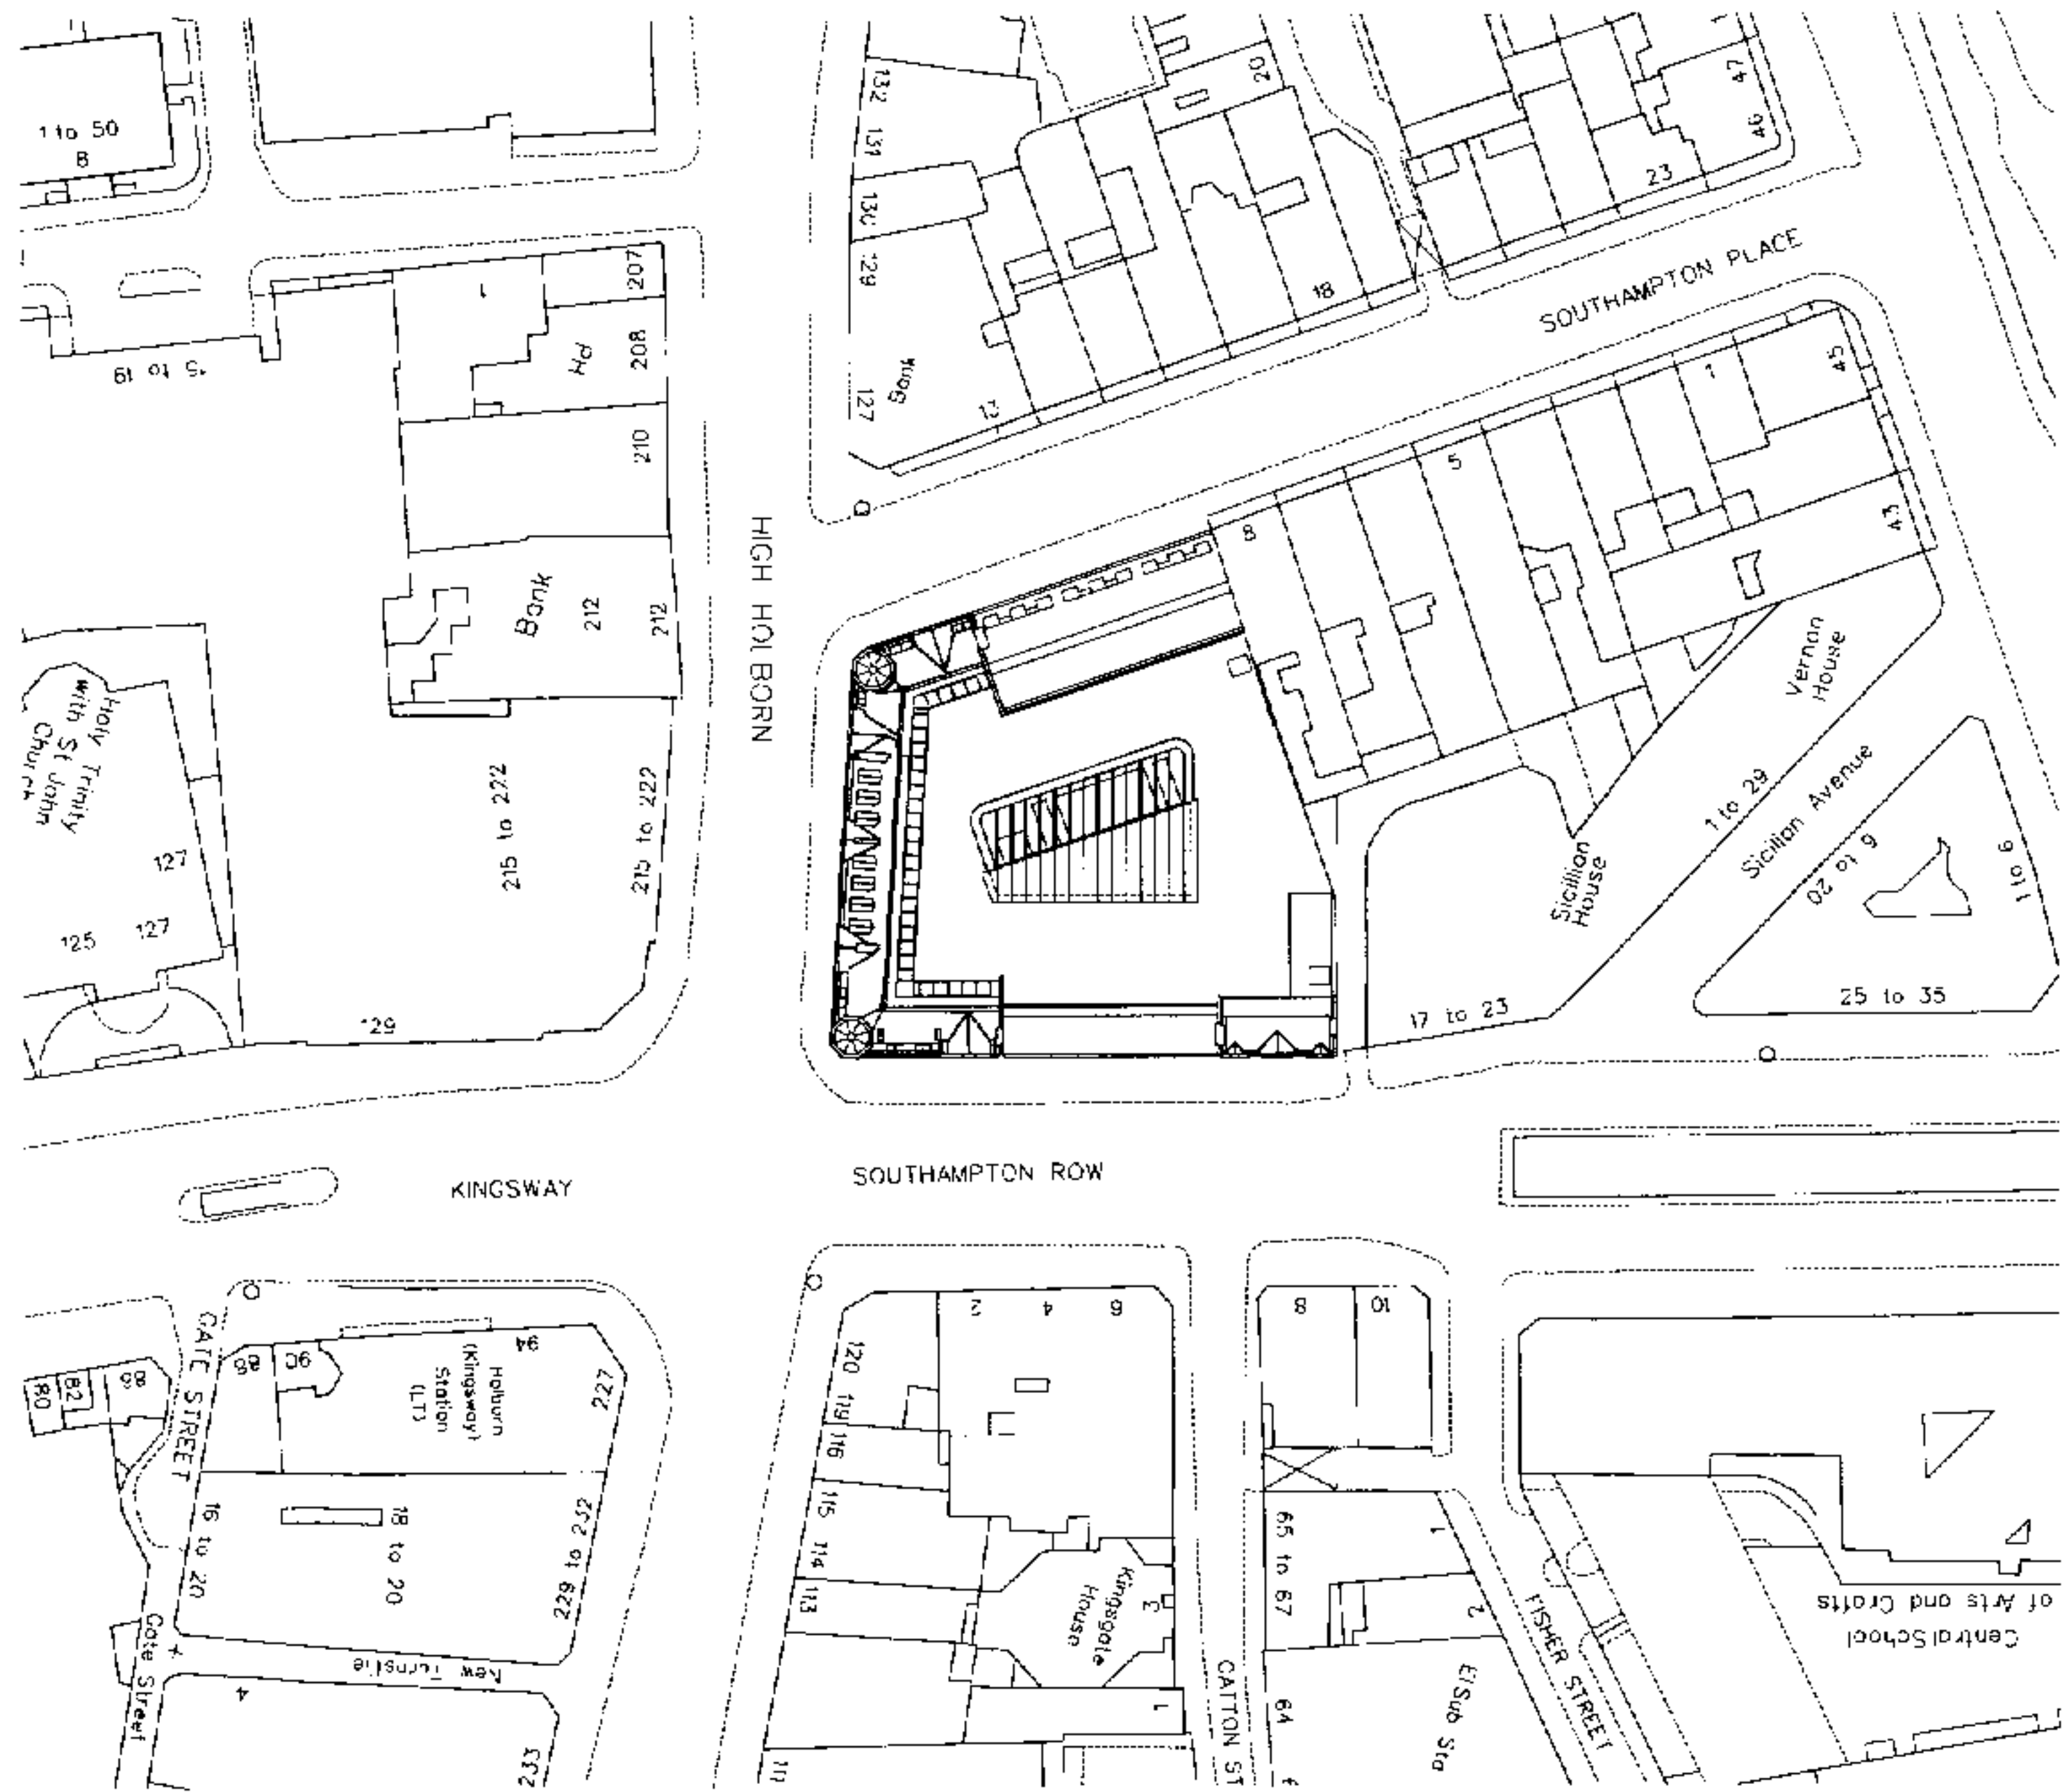 1 to 50
B
132
131
130
129
127
Bank
20
18
12
47
46
23
SOUTHAMPTON PLACE
207
208
PH
1
210
15 to 19
Bank
212
212
HIGH HOLBORN
Holy Trinity
with St John
Church
127
127
125
129
215 to 222
215 to 222
8
5
1
45
43
Vernon
House
1 to 29
Sicilian Avenue
6 to 20
1 to 6
Sicillian
House
17 to 23
25 to 35
KINGSWAY
SOUTHAMPTON ROW
GATE STREET
80
82
86
88
90
94
Holburn
(Kingsway)
Station
(LT)
227
16 to 20
18 to 20
229 to 232
New Turnstile
Gate Street
4
233
120
119
116
115
114
113
111
2
4
6
Kingsgate
House
3
1
CATTON ST
8
10
65 to 67
64
1
2
El Sub Sta
FISHER STREET
Central School
of Arts and Crafts